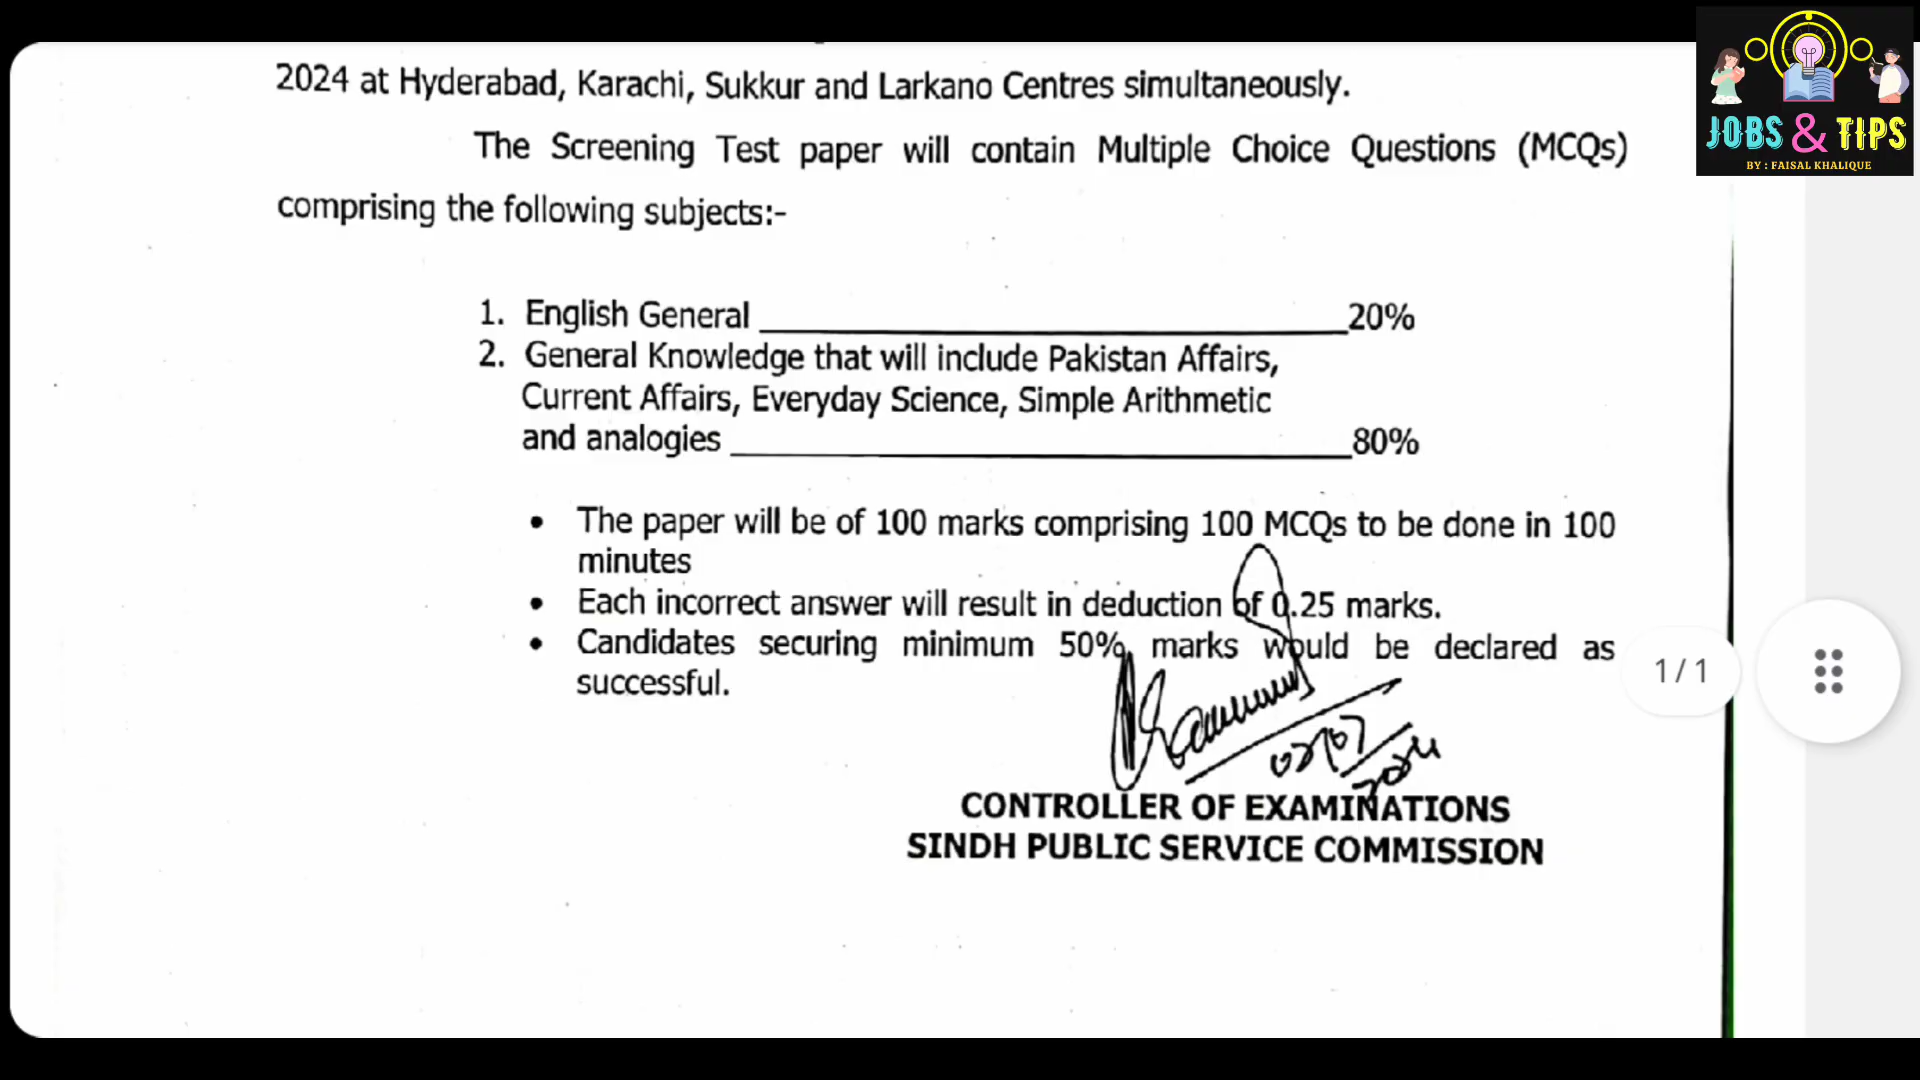 2024 at Hyderabad, Karachi, Sukkur and Larkano Centres simultaneously.
The Screening Test paper will contain Multiple Choice Questions (MCQs)
comprising the following subjects:-
1. English General 20%
2. General Knowledge that will include Pakistan Affairs,
Current Affairs, Everyday Science, Simple Arithmetic
and analogies 80%
• The paper will be of 100 marks comprising 100 MCQs to be done in 100
minutes
• Each incorrect answer will result in deduction of 0.25 marks.
• Candidates securing minimum 50% marks would be declared as
successful.
CONTROLLER OF EXAMINATIONS
SINDH PUBLIC SERVICE COMMISSION
1 / 1
JOBS & TIPS
BY : FAISAL KHALIQUE